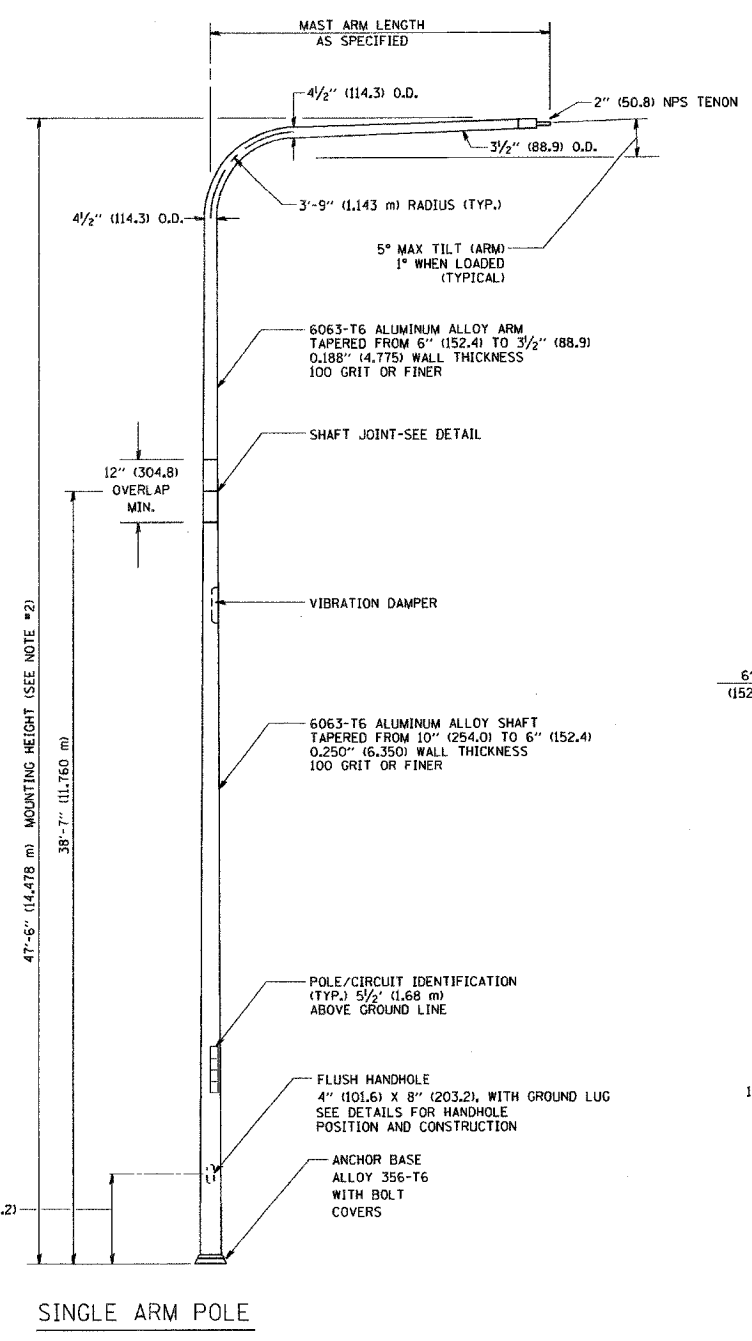 MAST ARM LENGTH
AS SPECIFIED
4½" (114.3) O.D.
2" (50.8) NPS TENON
3½" (88.9) O.D.
3'-9" (1.143 m) RADIUS (TYP.)
4½" (114.3) O.D.
5° MAX TILT (ARM)
1° WHEN LOADED
(TYPICAL)
6063-T6 ALUMINUM ALLOY ARM
TAPERED FROM 6" (152.4) TO 3½" (88.9)
0.188" (4.775) WALL THICKNESS
100 GRIT OR FINER
SHAFT JOINT-SEE DETAIL
12" (304.8)
OVERLAP
MIN.
VIBRATION DAMPER
47'-6" (14.478 m) MOUNTING HEIGHT (SEE NOTE #2)
38'-7" (11.760 m)
6063-T6 ALUMINUM ALLOY SHAFT
TAPERED FROM 10" (254.0) TO 6" (152.4)
0.250" (6.350) WALL THICKNESS
100 GRIT OR FINER
POLE/CIRCUIT IDENTIFICATION
(TYP.) 5½' (1.68 m)
ABOVE GROUND LINE
FLUSH HANDHOLE
4" (101.6) X 8" (203.2), WITH GROUND LUG
SEE DETAILS FOR HANDHOLE
POSITION AND CONSTRUCTION
ANCHOR BASE
ALLOY 356-T6
WITH BOLT
COVERS
.2)
6"
(152
1
SINGLE ARM POLE